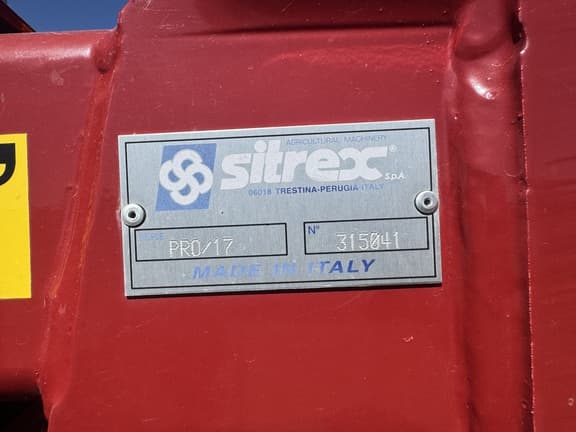 AGRICULTURAL MACHINERY
sitrex® S.p.A.
06018 TRESTINA-PERUGIA-ITALY
PRO/17
N° 315041
MADE IN ITALY